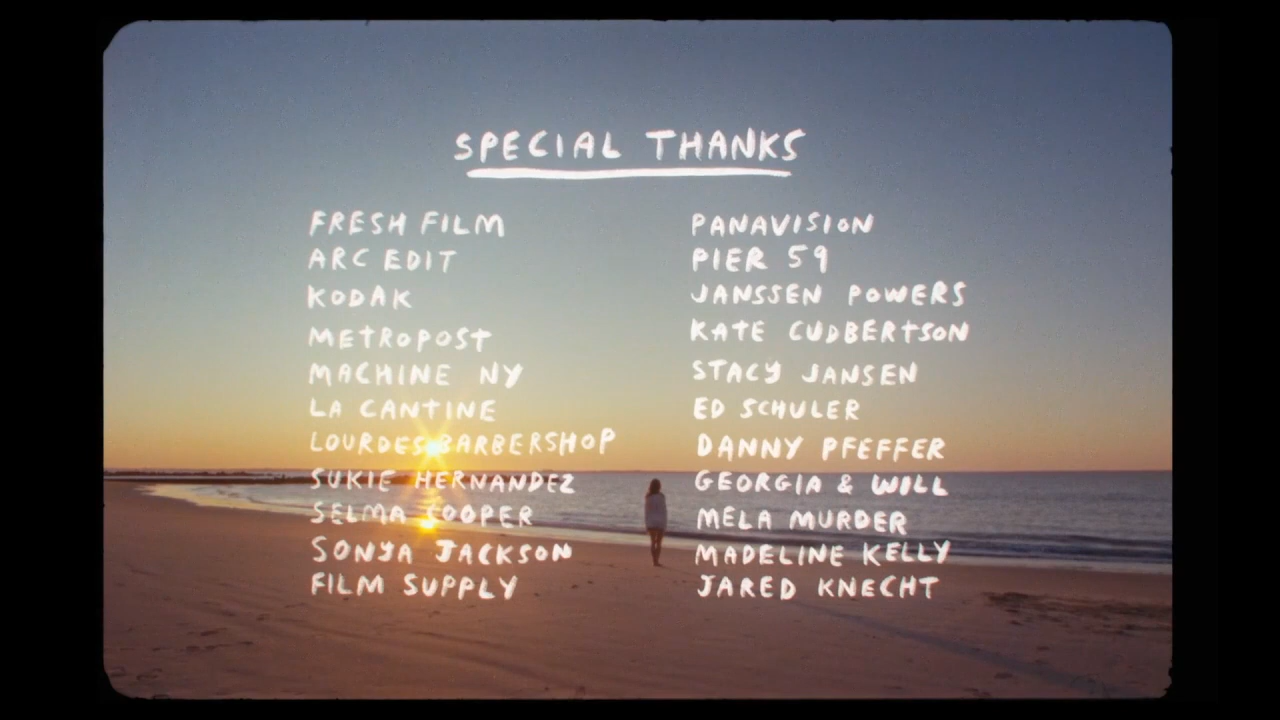 SPECIAL THANKS
FRESH FILM
ARC EDIT
KODAK
METROPOST
MACHINE NY
LA CANTINE
LOURDES BARBERSHOP
SUKIE HERNANDEZ
SELMA COOPER
SONYA JACKSON
FILM SUPPLY
PANAVISION
PIER 59
JANSSEN POWERS
KATE CUDBERTSON
STACY JANSEN
ED SCHULER
DANNY PFEFFER
GEORGIA & WILL
MELA MURDER
MADELINE KELLY
JARED KNECHT